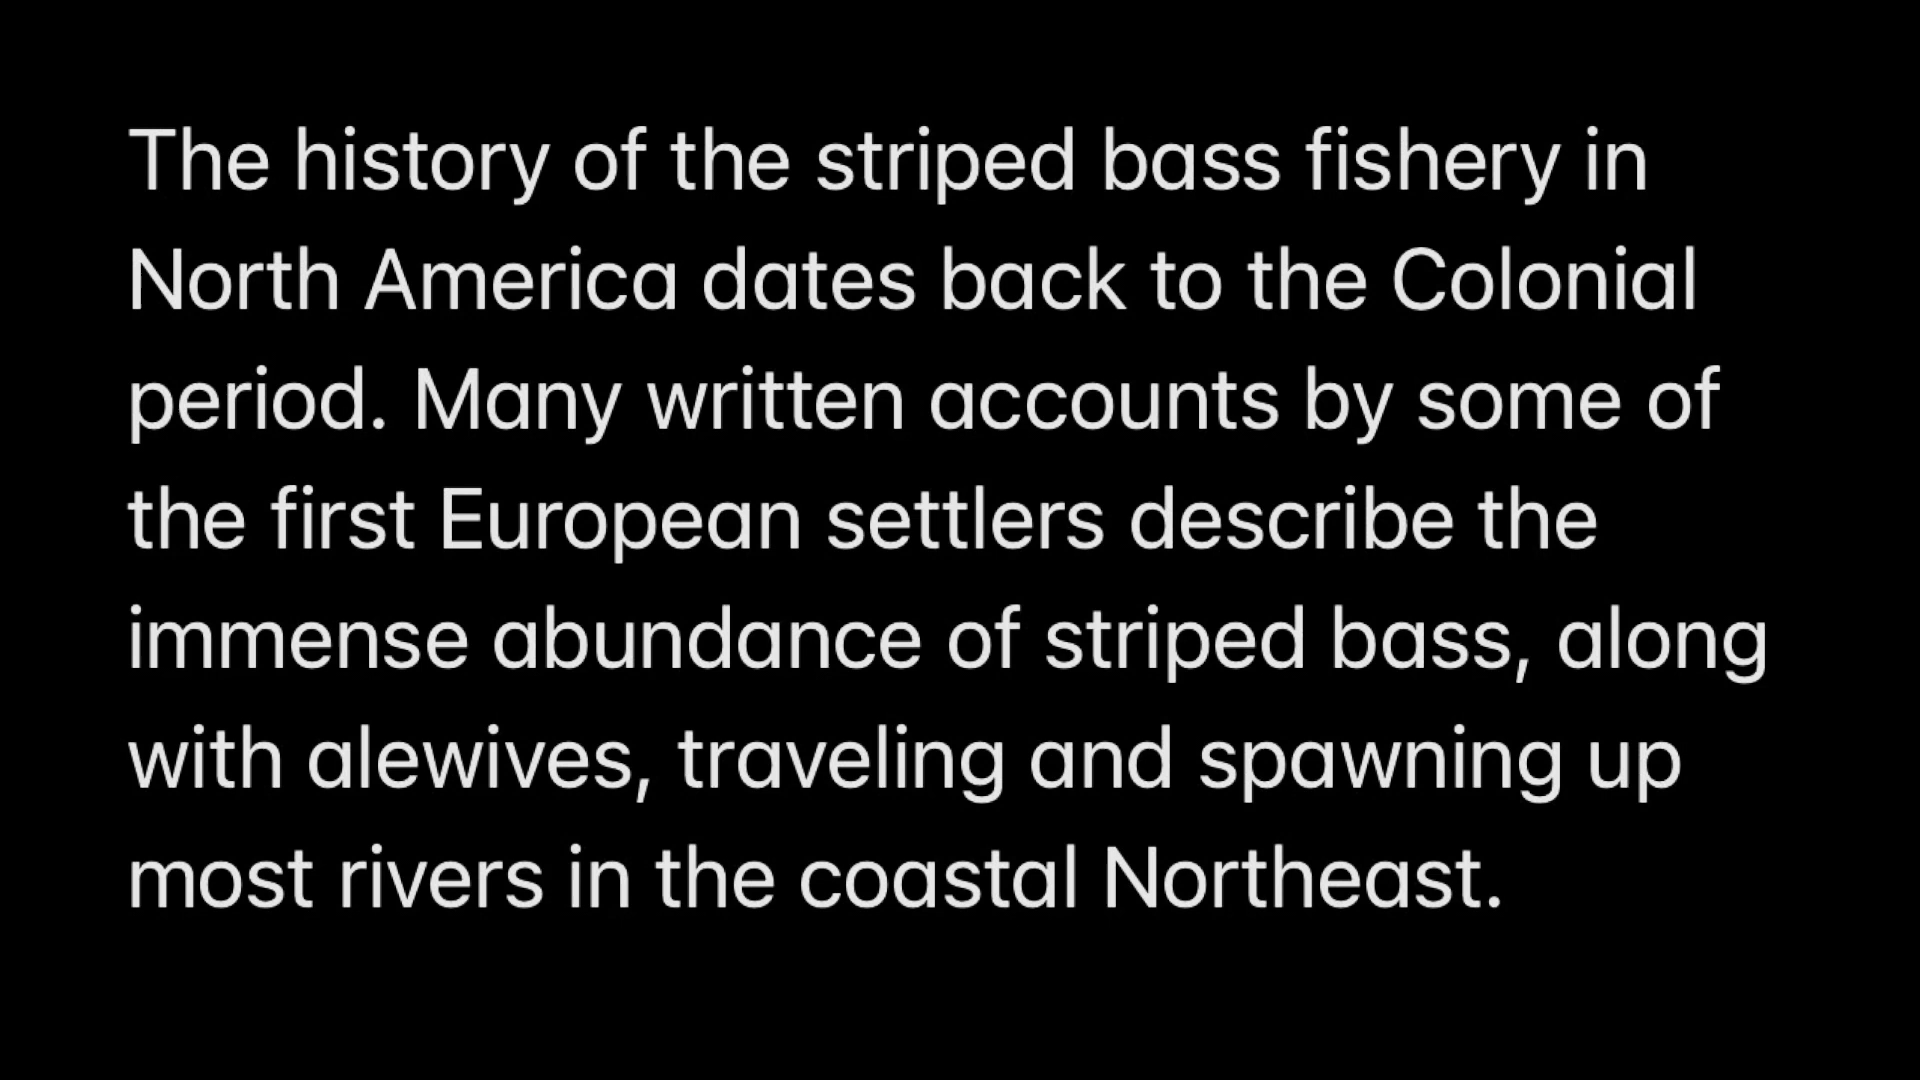 The history of the striped bass fishery in
North America dates back to the Colonial
period. Many written accounts by some of
the first European settlers describe the
immense abundance of striped bass, along
with alewives, traveling and spawning up
most rivers in the coastal Northeast.